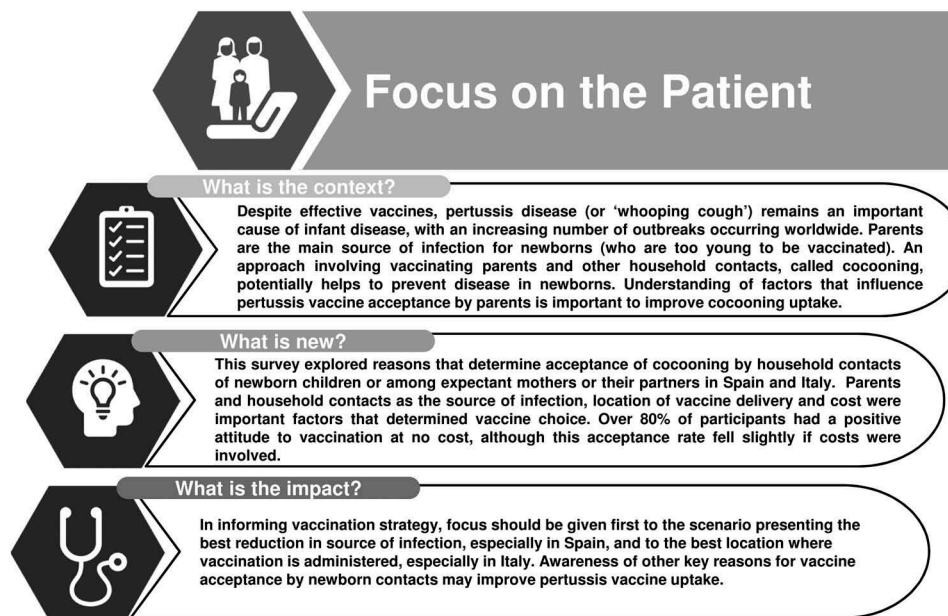 Focus on the Patient
What is the context?
Despite effective vaccines, pertussis disease (or ‘whooping cough’) remains an important
cause of infant disease, with an increasing number of outbreaks occurring worldwide. Parents
are the main source of infection for newborns (who are too young to be vaccinated). An
approach involving vaccinating parents and other household contacts, called cocooning,
potentially helps to prevent disease in newborns. Understanding of factors that influence
pertussis vaccine acceptance by parents is important to improve cocooning uptake.
What is new?
This survey explored reasons that determine acceptance of cocooning by household contacts
of newborn children or among expectant mothers or their partners in Spain and Italy. Parents
and household contacts as the source of infection, location of vaccine delivery and cost were
important factors that determined vaccine choice. Over 80% of participants had a positive
attitude to vaccination at no cost, although this acceptance rate fell slightly if costs were
involved.
What is the impact?
In informing vaccination strategy, focus should be given first to the scenario presenting the
best reduction in source of infection, especially in Spain, and to the best location where
vaccination is administered, especially in Italy. Awareness of other key reasons for vaccine
acceptance by newborn contacts may improve pertussis vaccine uptake.